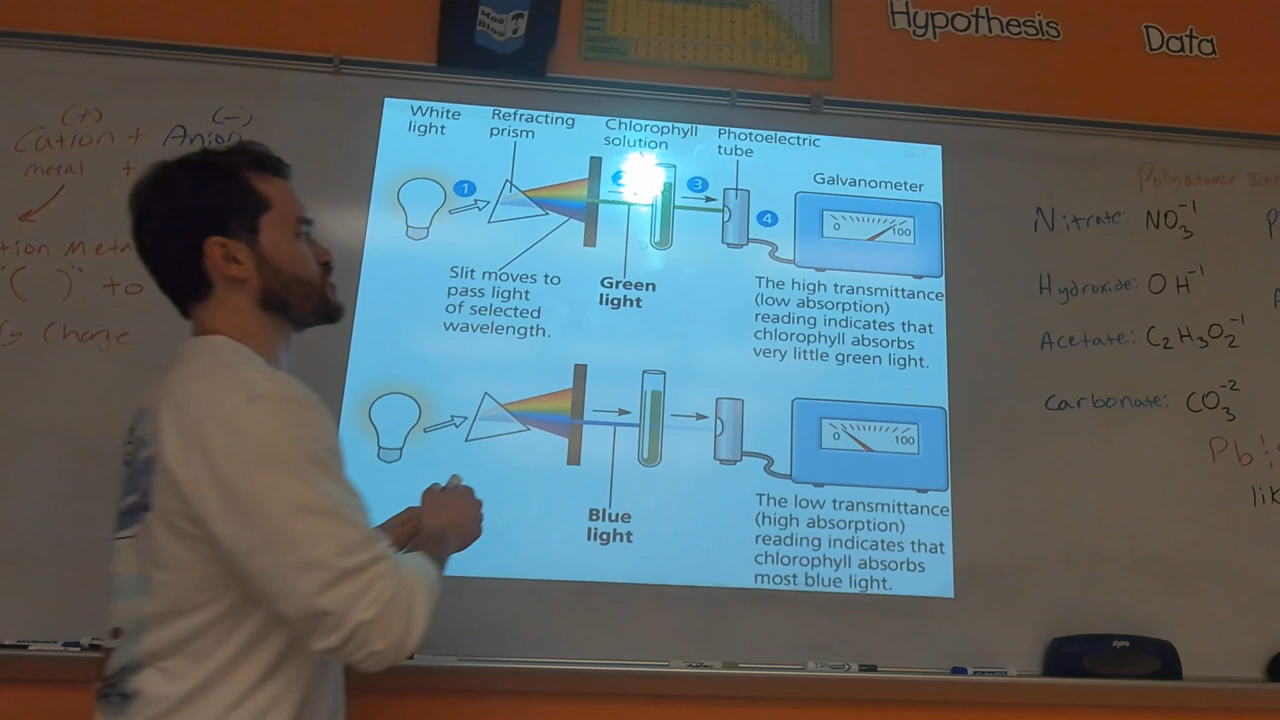 Moo
Bloo
Hypothesis
Data
(+) (-)
Cation + Anion
metal +
"( )" to
Charge
White
light
Refracting
prism
Chlorophyll
solution
Photoelectric
tube
Galvanometer
1
2
3
4
0 100
Slit moves to
pass light
of selected
wavelength.
Green
light
The high transmittance
(low absorption)
reading indicates that
chlorophyll absorbs
very little green light.
0 100
Blue
light
The low transmittance
(high absorption)
reading indicates that
chlorophyll absorbs
most blue light.
Polyatomic
Nitrate: NO₃⁻¹
Hydroxide: OH⁻¹
Acetate: C₂H₃O₂⁻¹
Carbonate: CO₃⁻²
Pb
expo